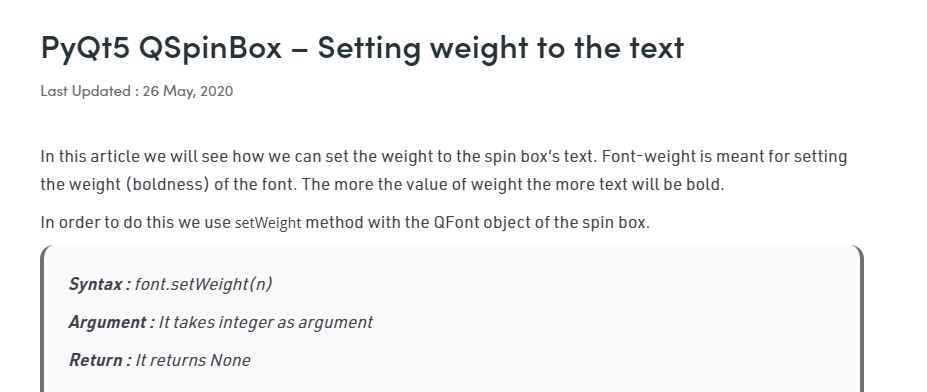 PyQt5 QSpinBox – Setting weight to the text
Last Updated : 26 May, 2020
In this article we will see how we can set the weight to the spin box’s text. Font-weight is meant for setting
the weight (boldness) of the font. The more the value of weight the more text will be bold.
In order to do this we use setWeight method with the QFont object of the spin box.
Syntax : font.setWeight(n)
Argument : It takes integer as argument
Return : It returns None